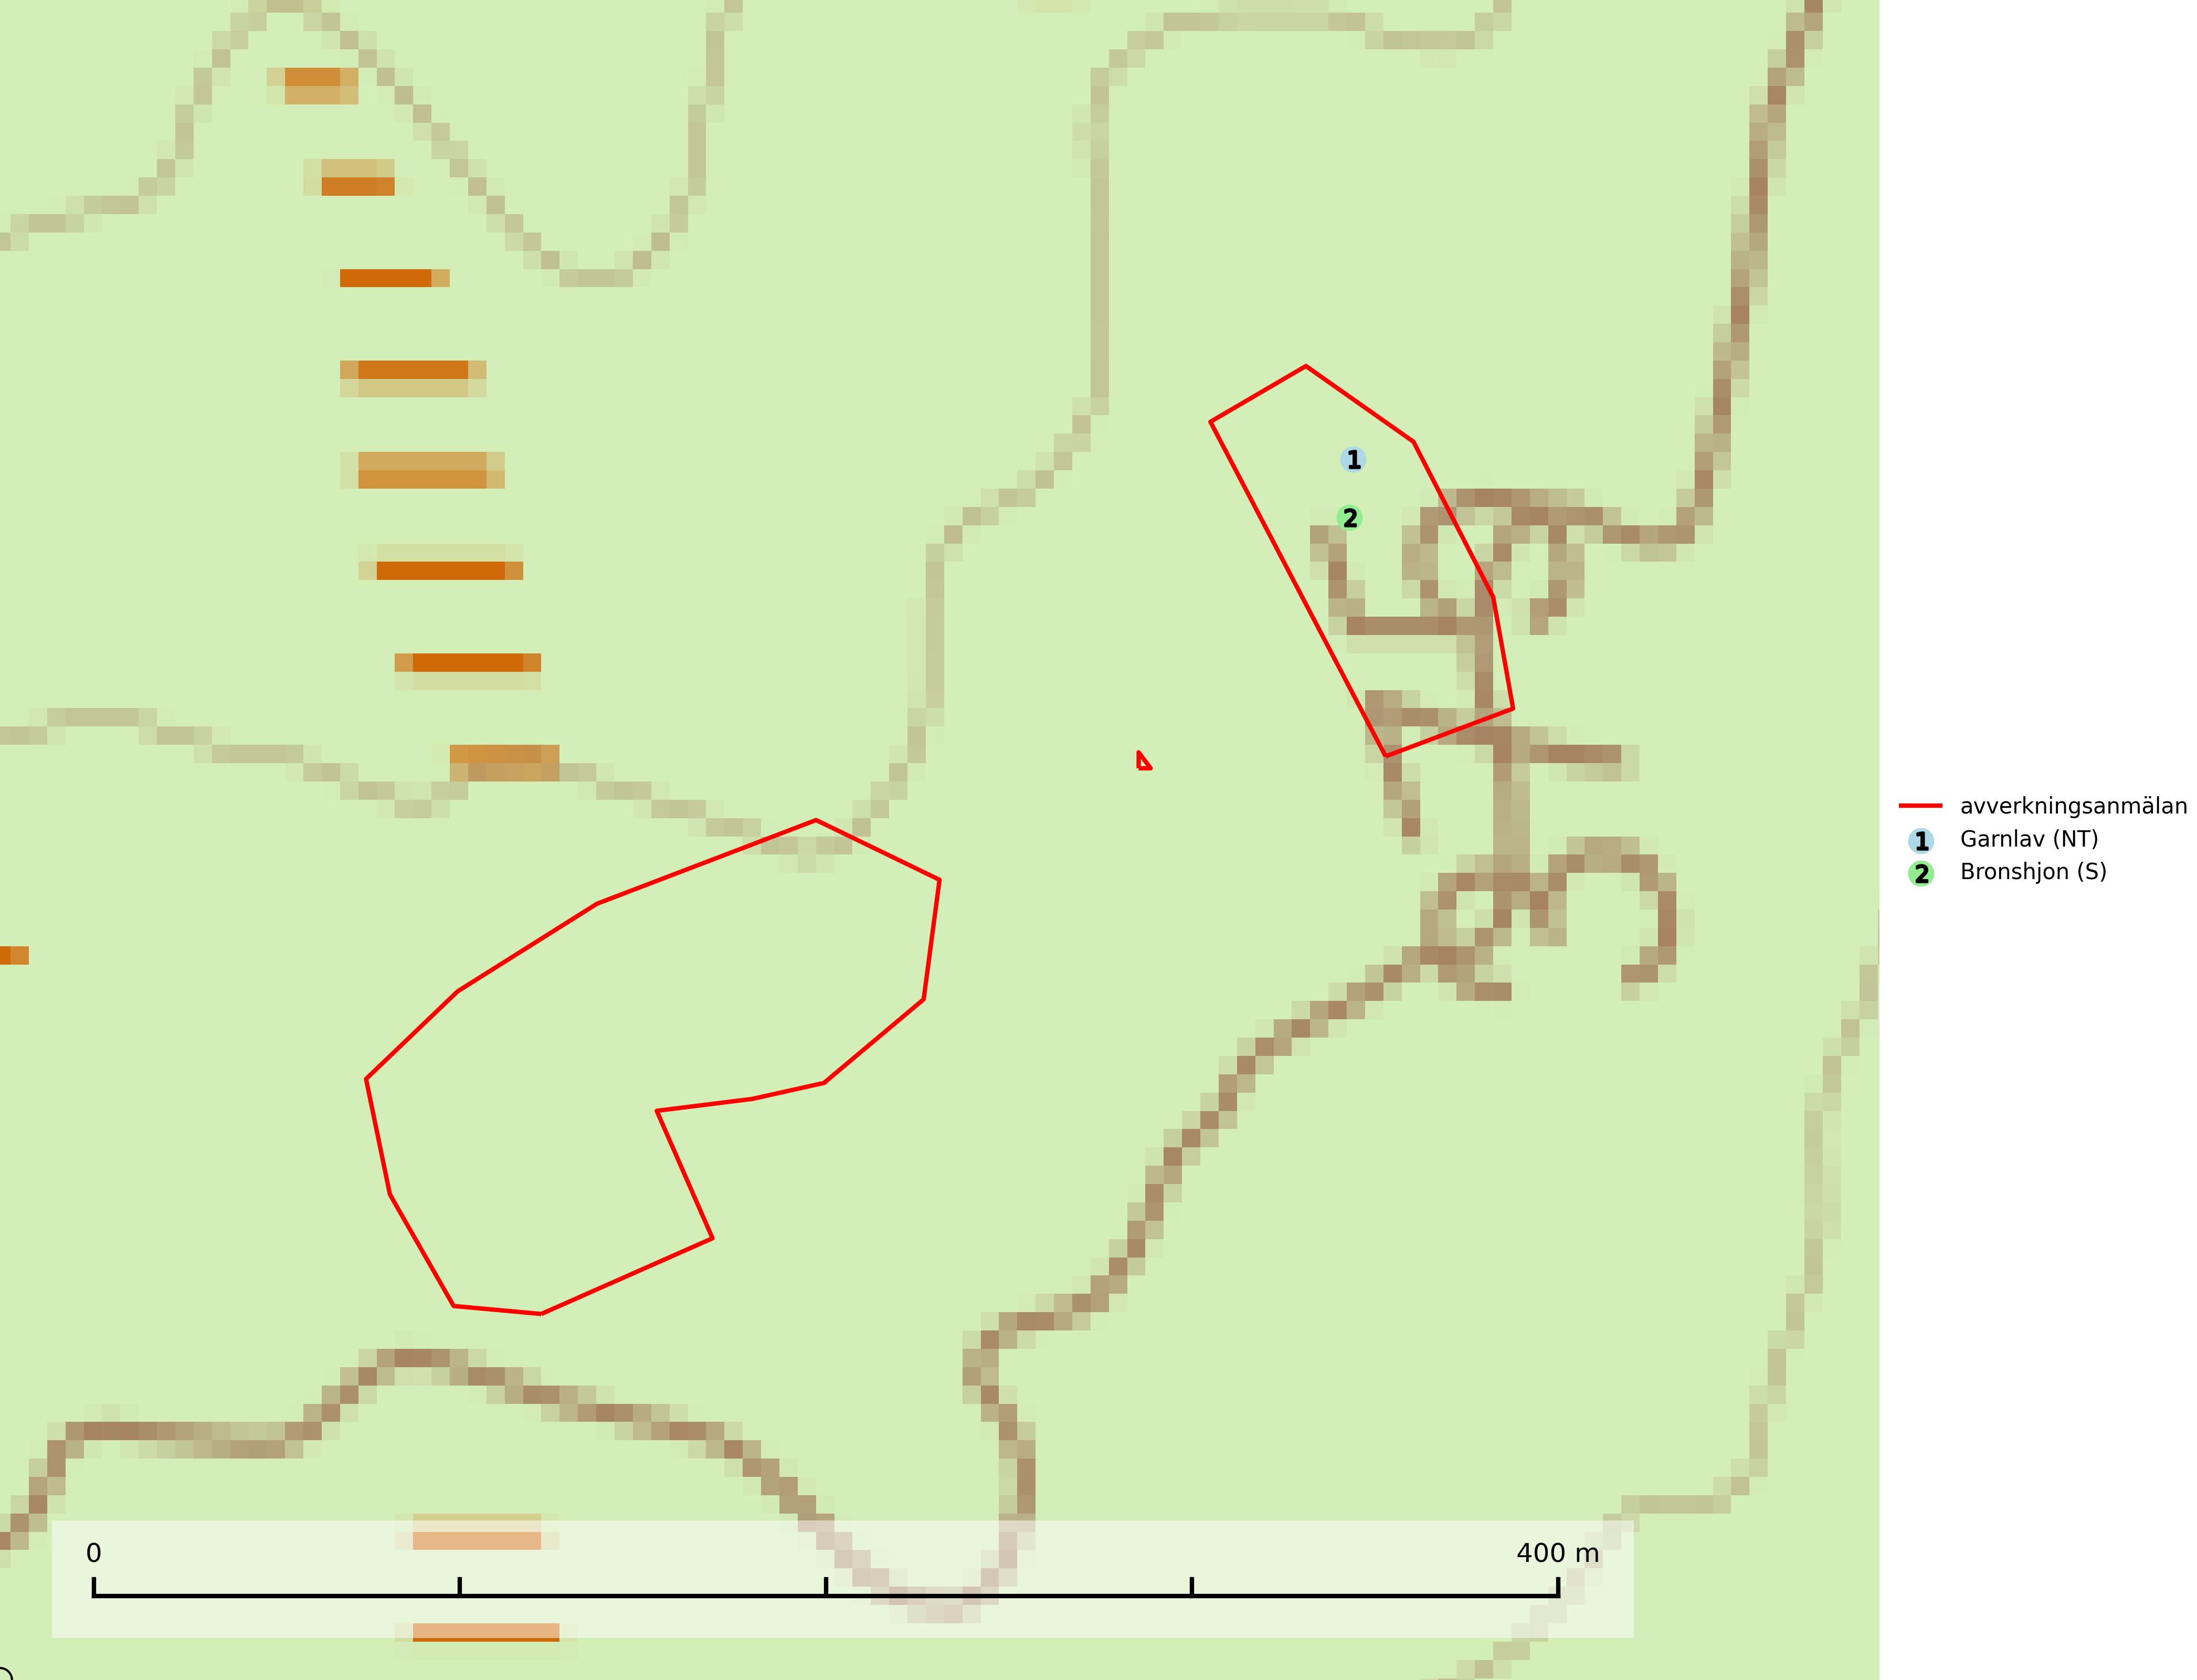 1
2
avverkningsanmälan
1 Garnlav (NT)
2 Bronshjon (S)
0 400 m